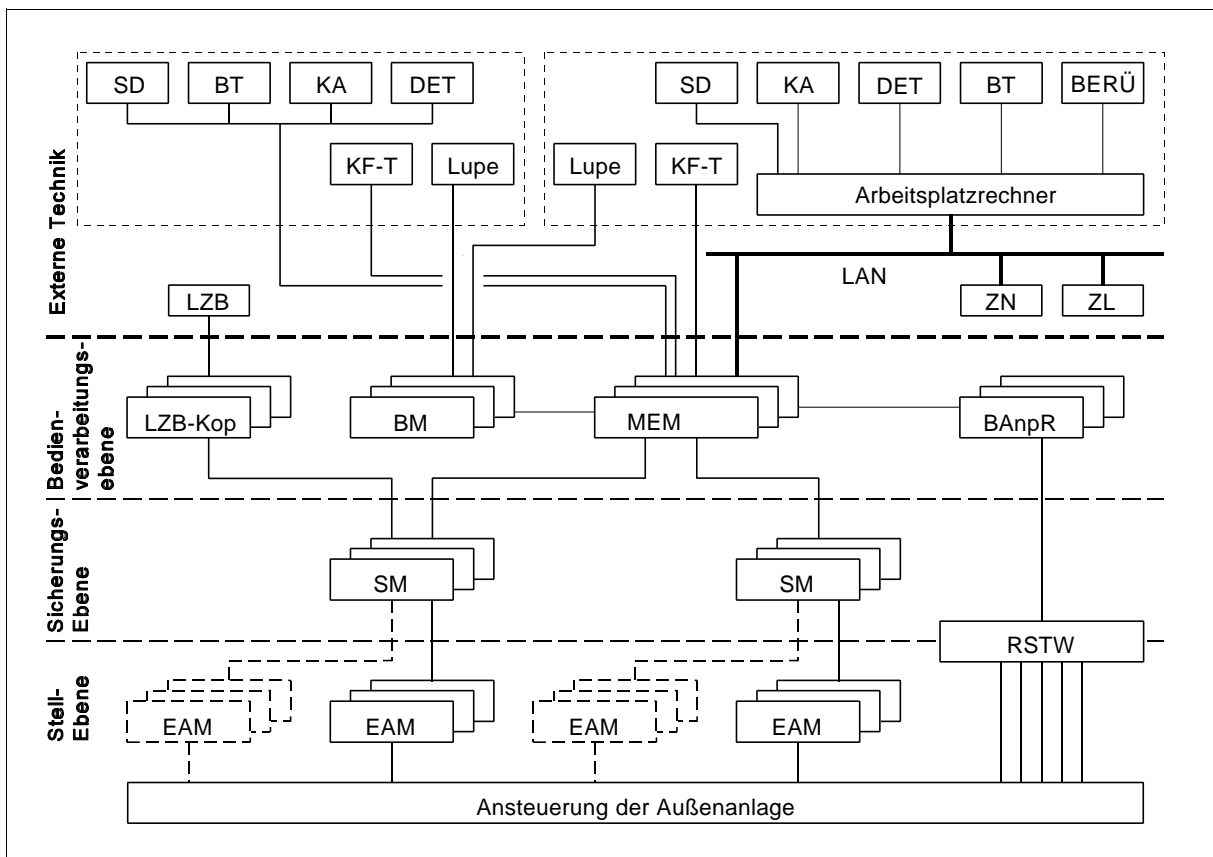 SD
BT
KA
DET
SD
KA
DET
BT
BERÜ
KF-T
Lupe
Lupe
KF-T
Arbeitsplatzrechner
Externe Technik
LAN
LZB
ZN
ZL
Bedien-
verarbeitungs-
ebene
LZB-Kop
BM
MEM
BAnpR
Sicherungs-
Ebene
SM
SM
RSTW
Stell-
Ebene
EAM
EAM
EAM
EAM
Ansteuerung der Außenanlage